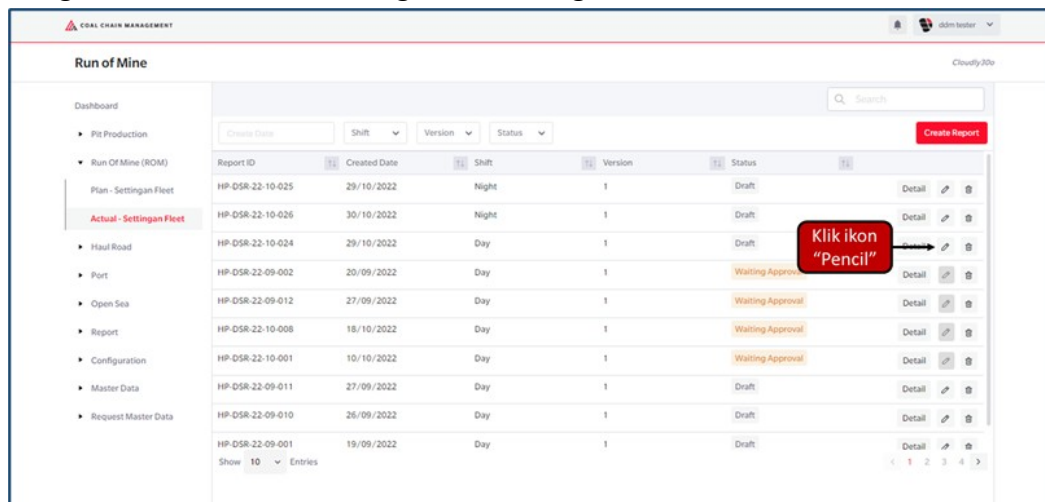 COAL CHAIN MANAGEMENT
ddm tester
Run of Mine
Cloudly30o
Dashboard
Search
Pit Production
Create Date
Shift
Version
Status
Create Report
Run Of Mine (ROM)
Report ID Created Date Shift Version Status
Plan - Settingan Fleet
HP-DSR-22-10-025 29/10/2022 Night 1 Draft Detail
Actual - Settingan Fleet
HP-DSR-22-10-026 30/10/2022 Night 1 Draft Detail
Haul Road
HP-DSR-22-10-024 29/10/2022 Day 1 Draft
Klik ikon
“Pencil”
Port
HP-DSR-22-09-002 20/09/2022 Day 1 Waiting Approval Detail
Open Sea
HP-DSR-22-09-012 27/09/2022 Day 1 Waiting Approval Detail
Report
HP-DSR-22-10-008 18/10/2022 Day 1 Waiting Approval Detail
Configuration
HP-DSR-22-10-001 10/10/2022 Day 1 Waiting Approval Detail
Master Data
HP-DSR-22-09-011 27/09/2022 Day 1 Draft Detail
Request Master Data
HP-DSR-22-09-010 26/09/2022 Day 1 Draft Detail
HP-DSR-22-09-001 19/09/2022 Day 1 Draft Detail
Show 10 Entries
1 2 3 4